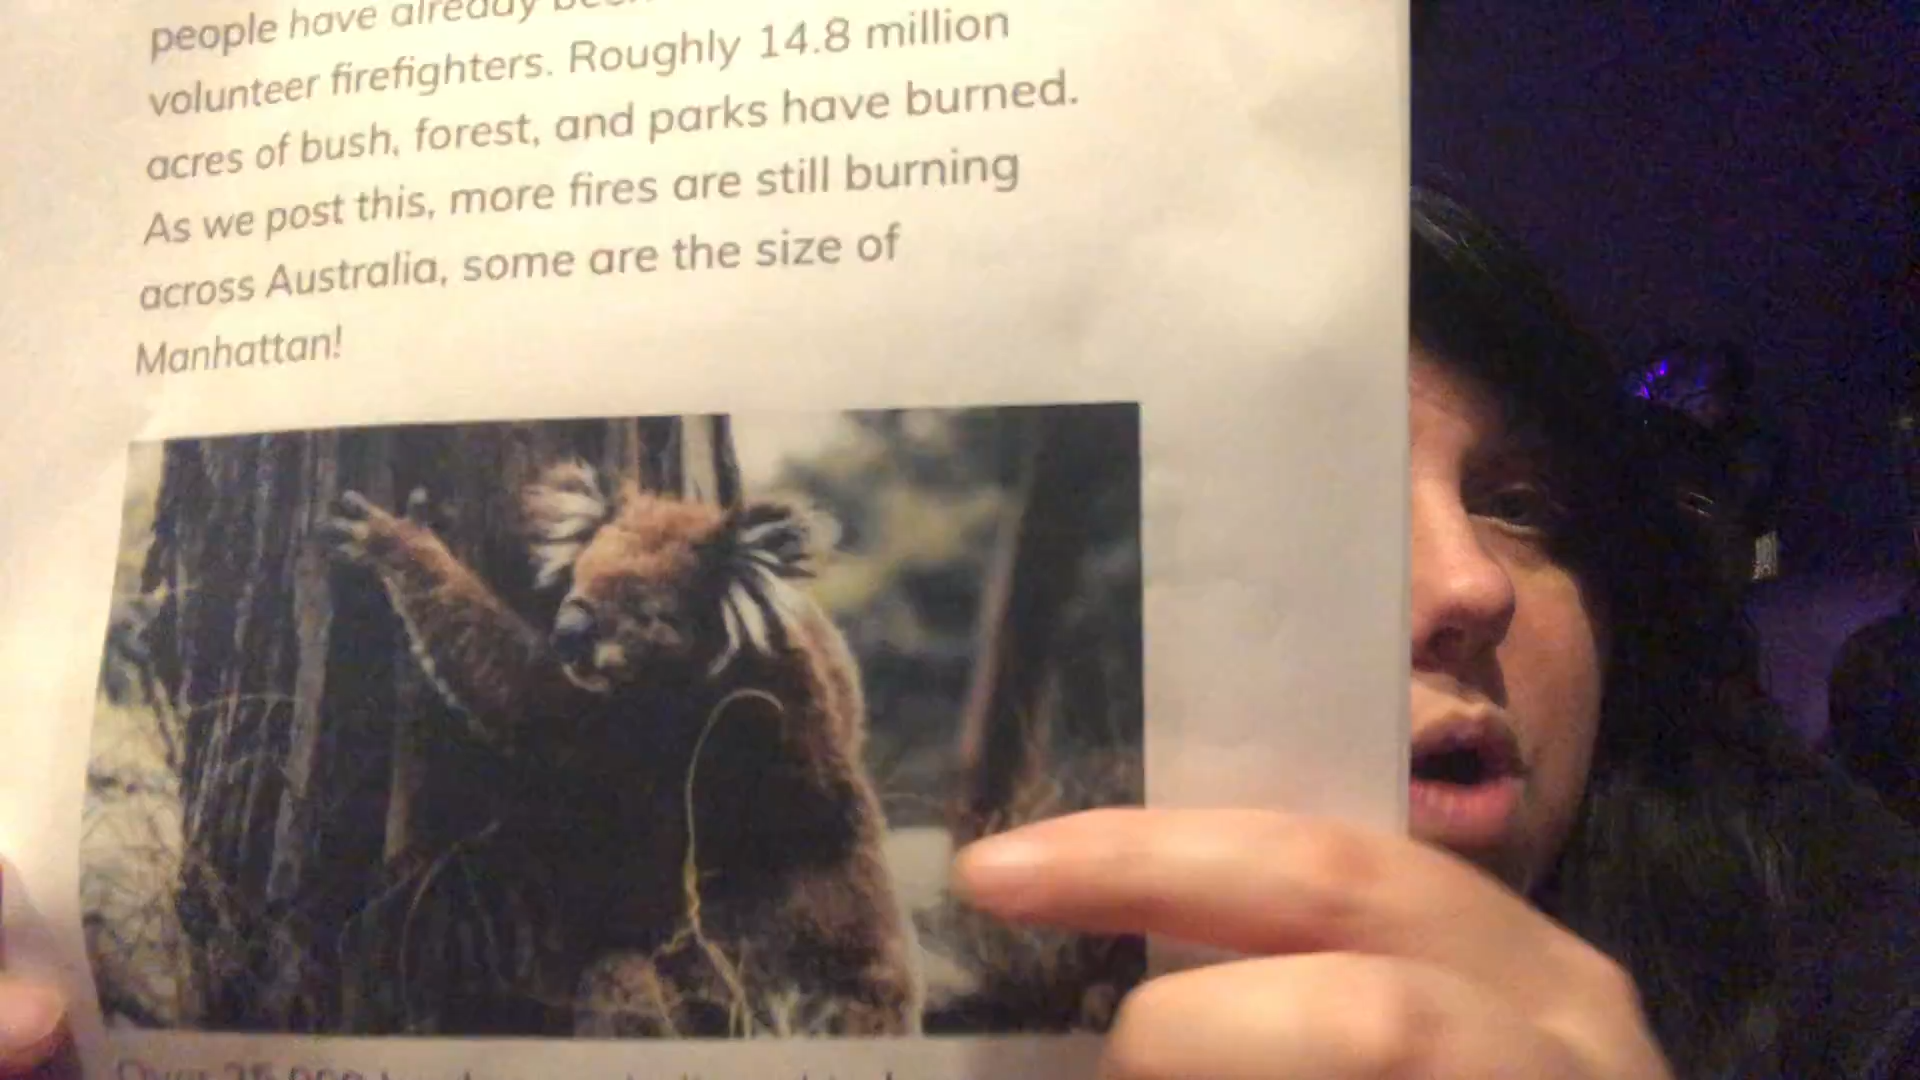 people have already
volunteer firefighters. Roughly 14.8 million
acres of bush, forest, and parks have burned.
As we post this, more fires are still burning
across Australia, some are the size of
Manhattan!